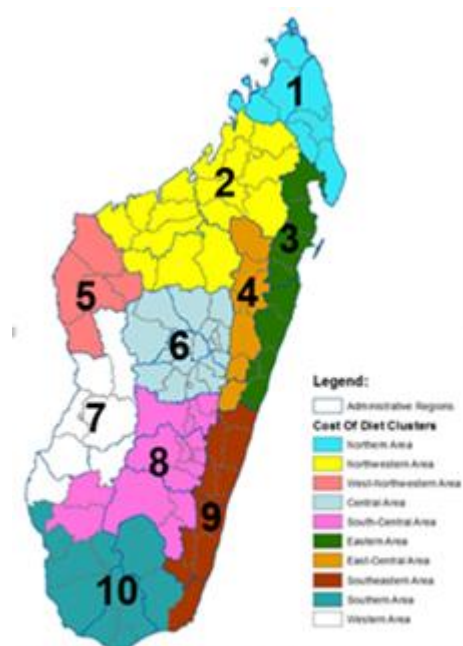 1
2
3
4
5
6
7
8
9
10
Legend:
Administrative Regions
Cost Of Diet Clusters
Northern Area
Northwestern Area
West-Northwestern Area
Central Area
South-Central Area
Eastern Area
East-Central Area
Southeastern Area
Southern Area
Western Area